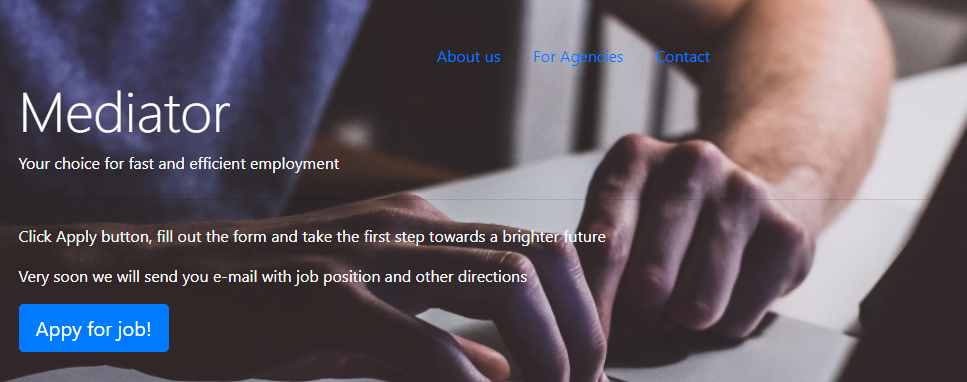 About us For Agencies Contact
Mediator
Your choice for fast and efficient employment
Click Apply button, fill out the form and take the first step towards a brighter future
Very soon we will send you e-mail with job position and other directions
Appy for job!